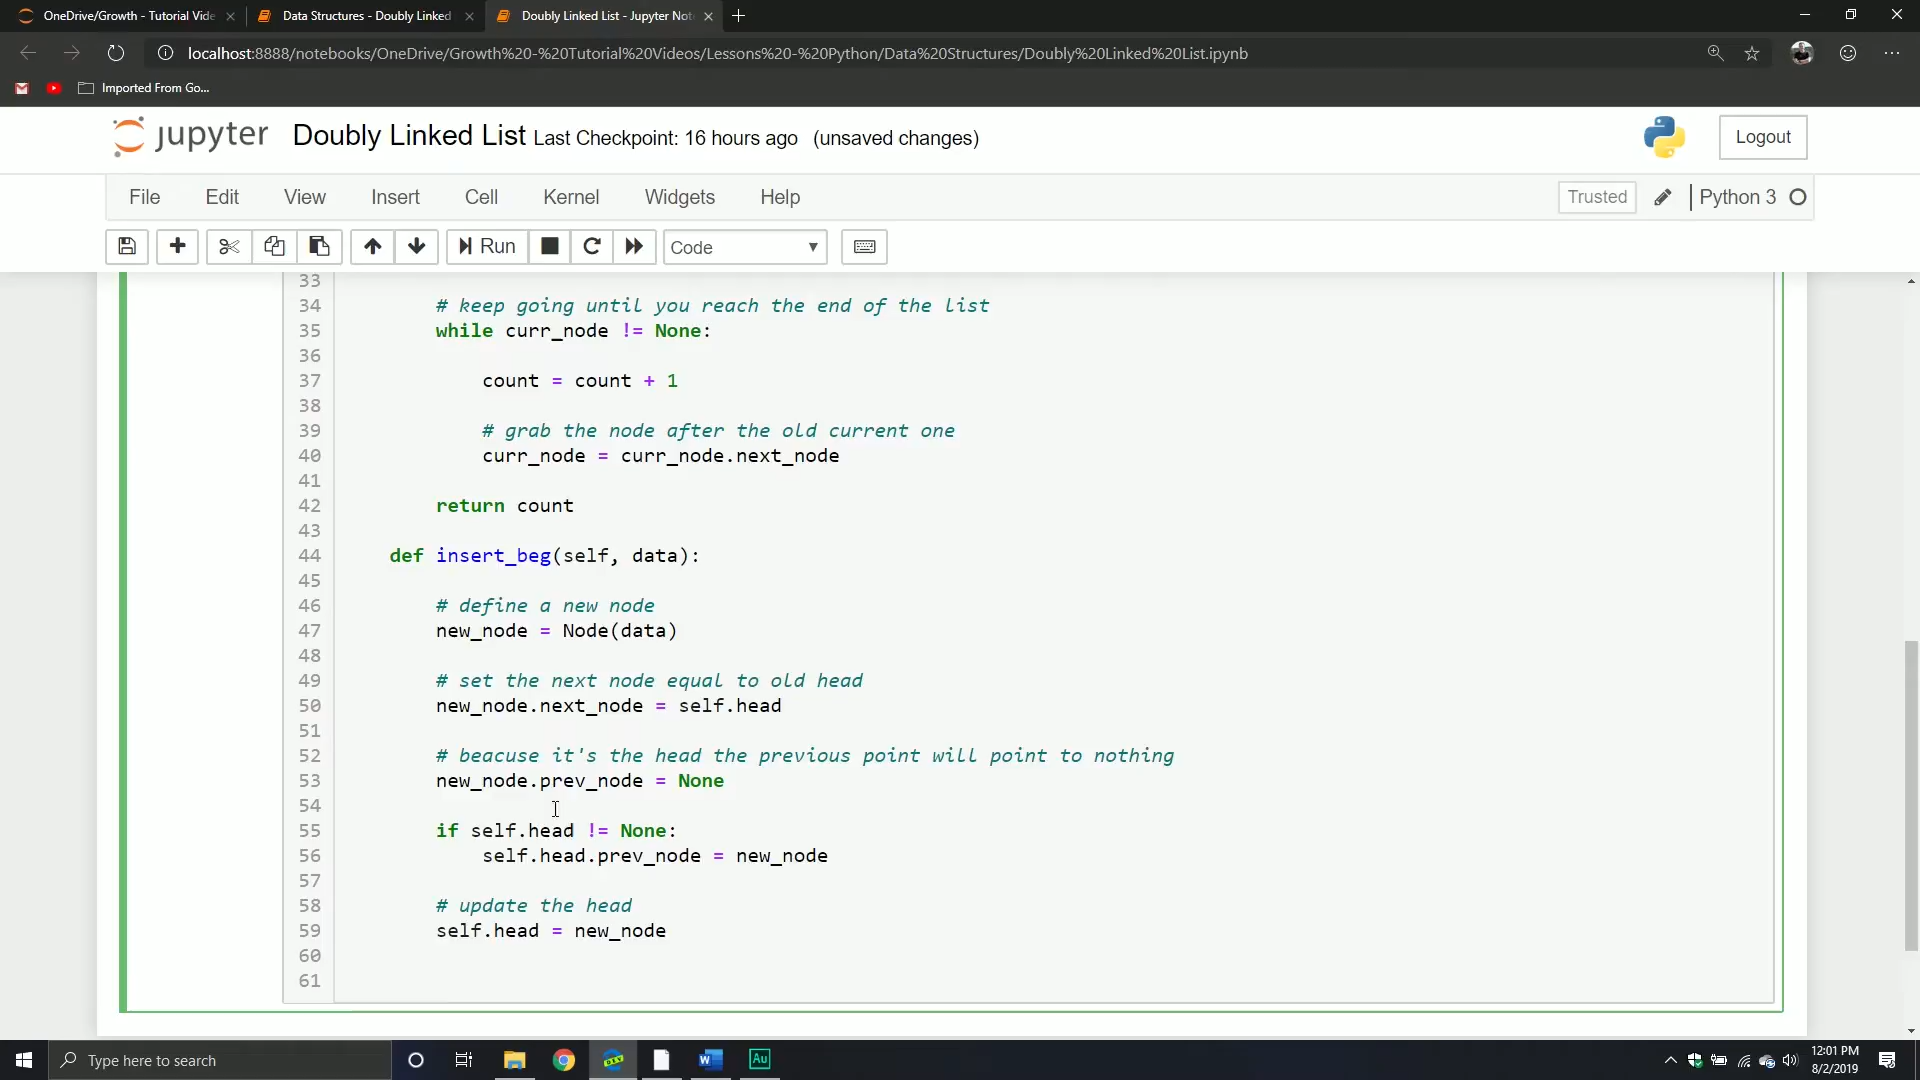 OneDrive/Growth - Tutorial Vide
Data Structures - Doubly Linked
Doubly Linked List - Jupyter Not
localhost:8888/notebooks/OneDrive/Growth%20-%20Tutorial%20Videos/Lessons%20-%20Python/Data%20Structures/Doubly%20Linked%20List.ipynb
Imported From Go...
jupyter Doubly Linked List Last Checkpoint: 16 hours ago (unsaved changes)
Logout
File Edit View Insert Cell Kernel Widgets Help
Trusted Python 3
Run Code
33
34 # keep going until you reach the end of the list
35 while curr_node != None:
36
37 count = count + 1
38
39 # grab the node after the old current one
40 curr_node = curr_node.next_node
41
42 return count
43
44 def insert_beg(self, data):
45
46 # define a new node
47 new_node = Node(data)
48
49 # set the next node equal to old head
50 new_node.next_node = self.head
51
52 # beacuse it's the head the previous point will point to nothing
53 new_node.prev_node = None
54
55 if self.head != None:
56 self.head.prev_node = new_node
57
58 # update the head
59 self.head = new_node
60
61
Type here to search
DEV
W
Au
12:01 PM
8/2/2019